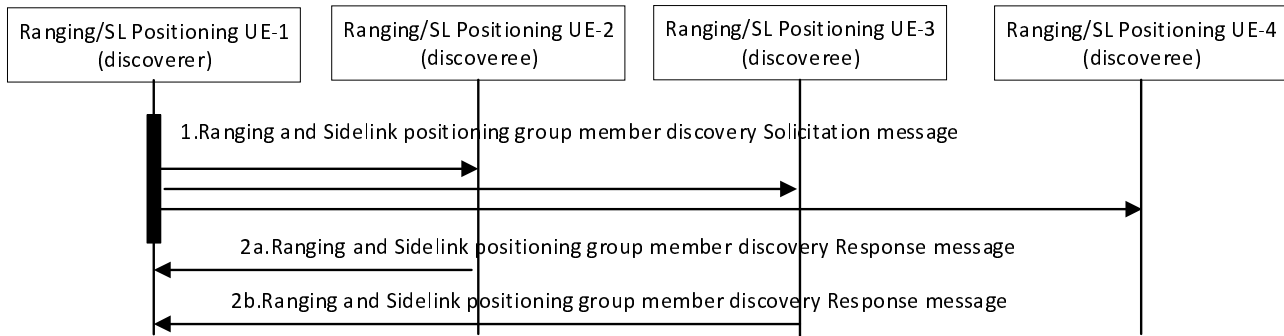 Ranging/SL Positioning UE-1
(discoverer)
Ranging/SL Positioning UE-2
(discoveree)
Ranging/SL Positioning UE-3
(discoveree)
Ranging/SL Positioning UE-4
(discoveree)
1.Ranging and Sidelink positioning group member discovery Solicitation message
2a.Ranging and Sidelink positioning group member discovery Response message
2b.Ranging and Sidelink positioning group member discovery Response message